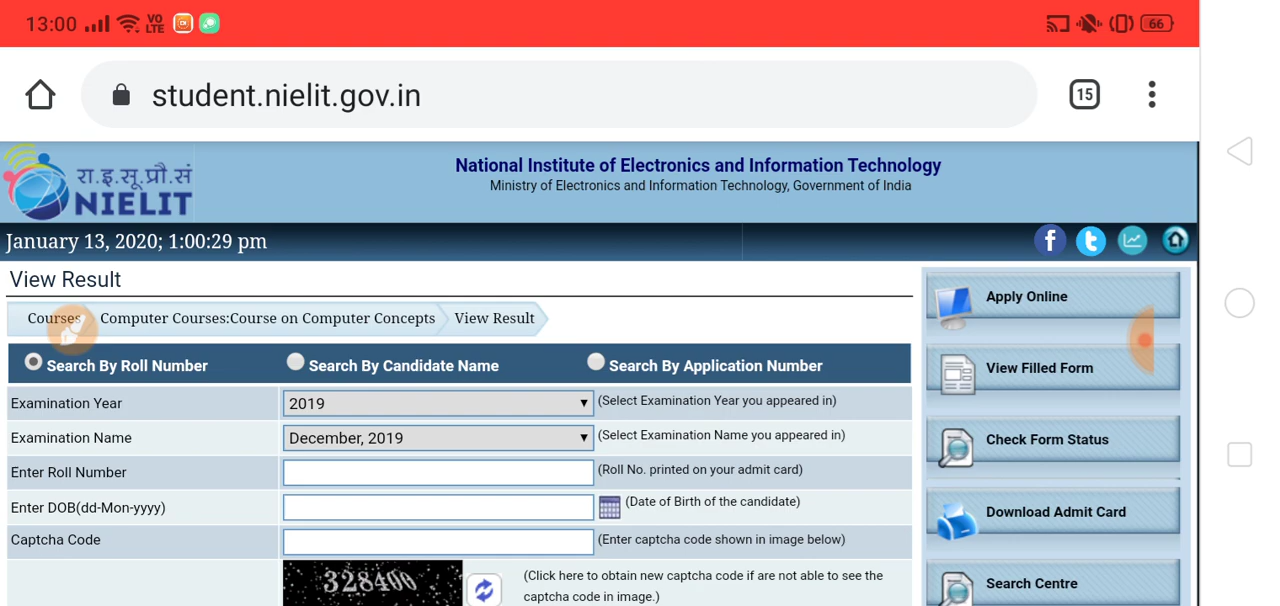 13:00 VO LTE 66
student.nielit.gov.in 15
रा.इ.सू.प्रौ.सं
NIELIT
National Institute of Electronics and Information Technology
Ministry of Electronics and Information Technology, Government of India
January 13, 2020; 1:00:29 pm
View Result
Courses Computer Courses:Course on Computer Concepts View Result
Search By Roll Number Search By Candidate Name Search By Application Number
Examination Year 2019 (Select Examination Year you appeared in)
Examination Name December, 2019 (Select Examination Name you appeared in)
Enter Roll Number (Roll No. printed on your admit card)
Enter DOB(dd-Mon-yyyy) (Date of Birth of the candidate)
Captcha Code (Enter captcha code shown in image below)
(Click here to obtain new captcha code if are not able to see the
captcha code in image.)
Apply Online
View Filled Form
Check Form Status
Download Admit Card
Search Centre